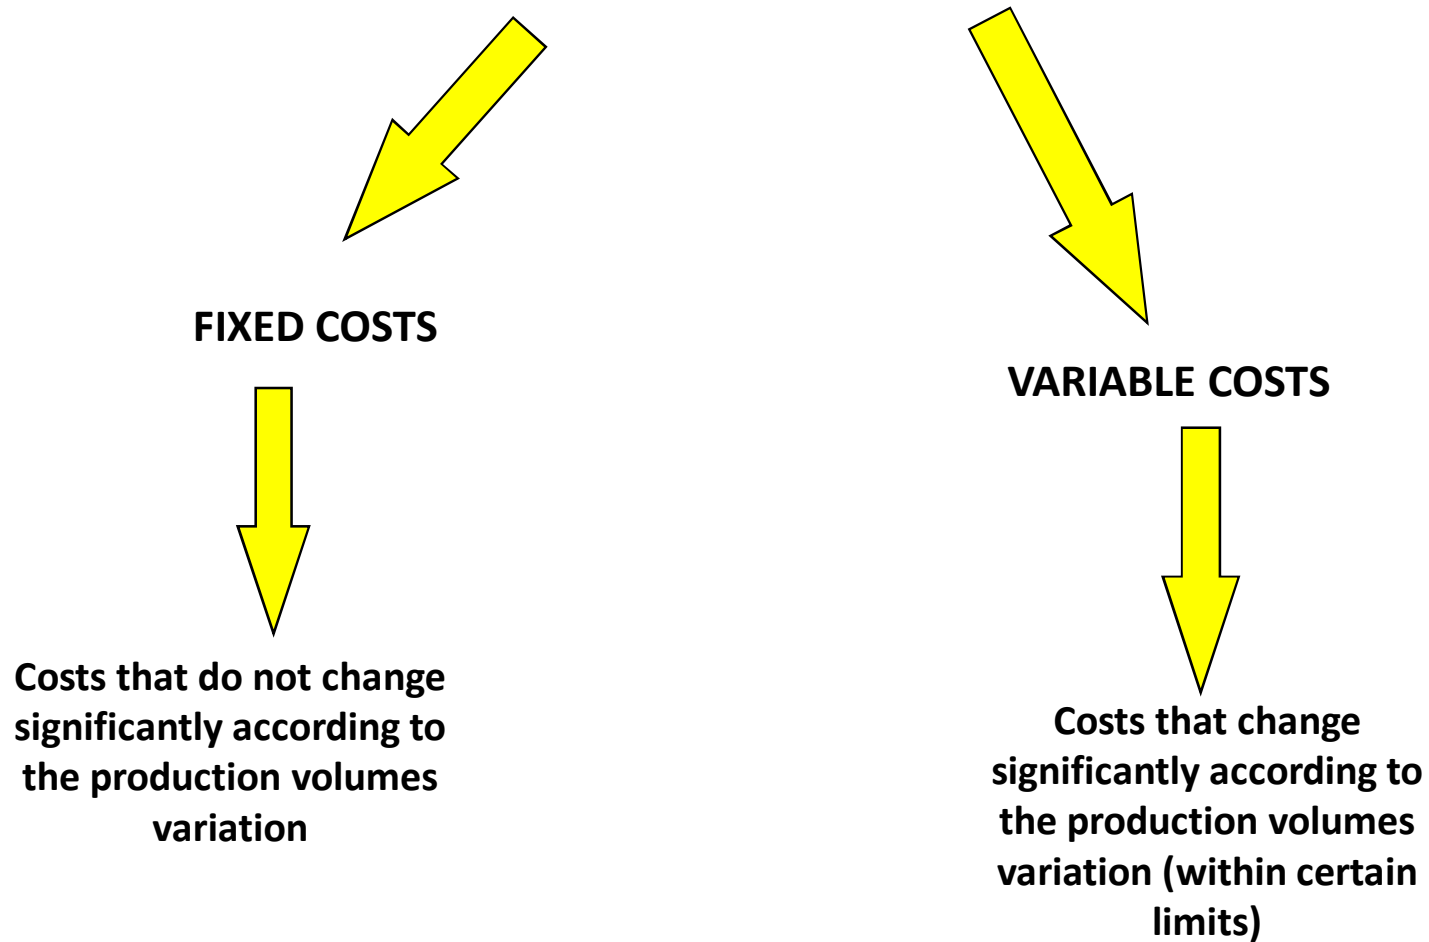 FIXED COSTS
Costs that do not change
significantly according to
the production volumes
variation
VARIABLE COSTS
Costs that change
significantly according to
the production volumes
variation (within certain
limits)